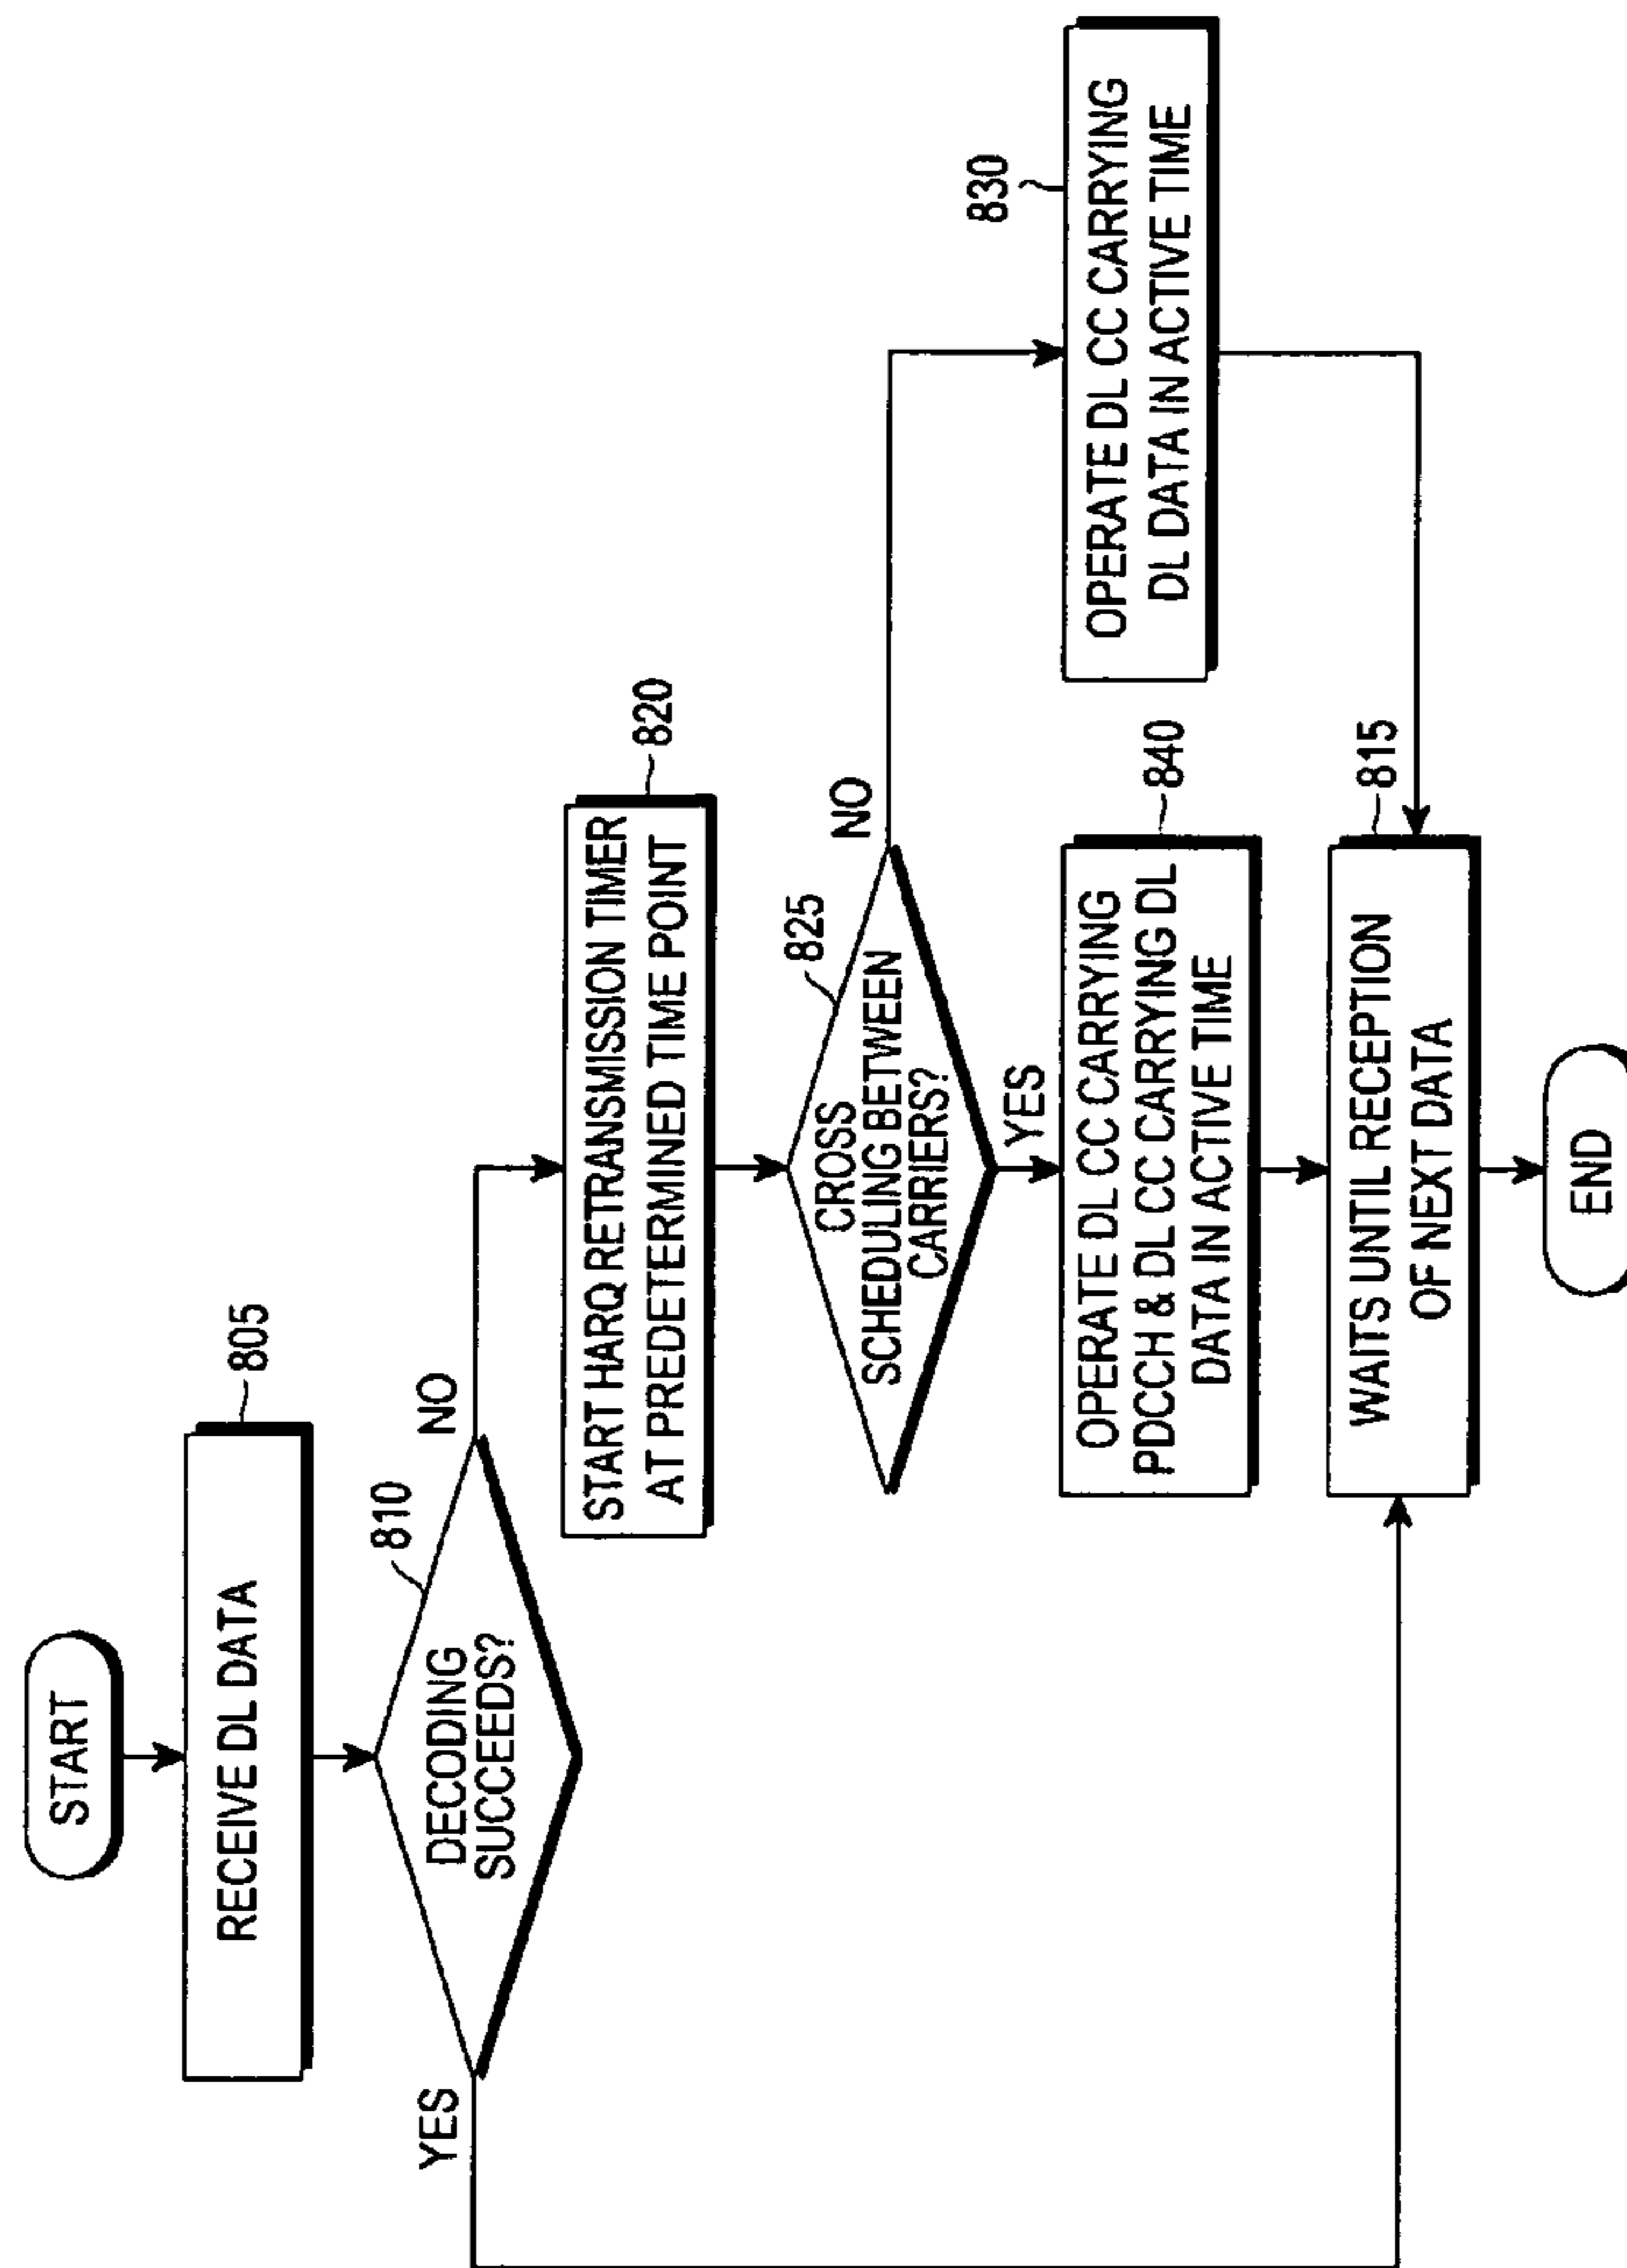 START
805
RECEIVE DL DATA
810
DECODING
SUCCEEDS?
YES
NO
820
START HARQ RETRANSMISSION TIMER
AT PREDETERMINED TIME POINT
825
CROSS
SCHEDULING BETWEEN
CARRIERS?
NO
YES
830
OPERATE DL CC CARRYING
DL DATA IN ACTIVE TIME
840
OPERATE DL CC CARRYING
PDCCH & DL CC CARRYING DL
DATA IN ACTIVE TIME
815
WAITS UNTIL RECEPTION
OF NEXT DATA
END